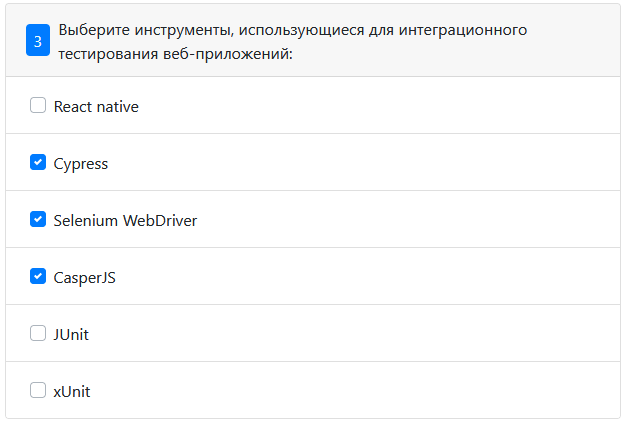 3
Выберите инструменты, использующиеся для интеграционного
тестирования веб-приложений:
React native
Cypress
Selenium WebDriver
CasperJS
JUnit
xUnit